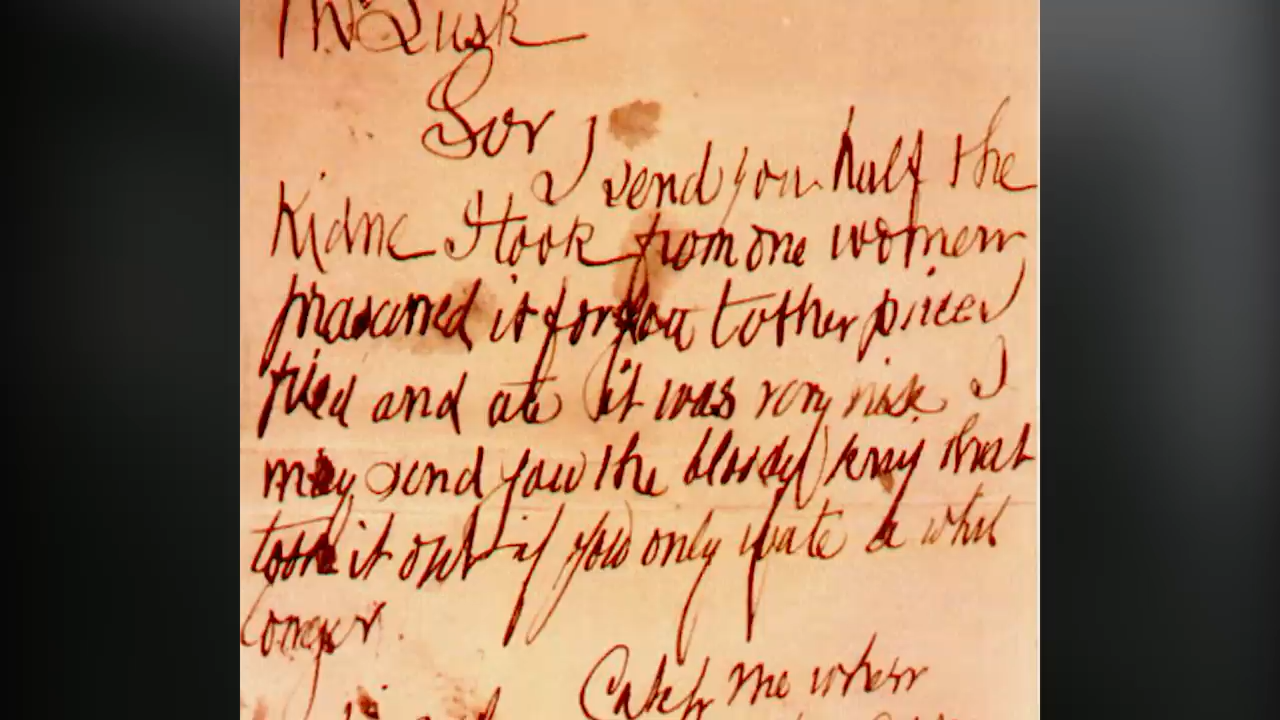 Mr Lusk
Sor
I send you half the
Kidne I took from one women
prasarved it for you tother piece I
fried and ate it was very nise I
may send you the bloody knif that
took it out if you only wate a whil
longer.
Catch me when